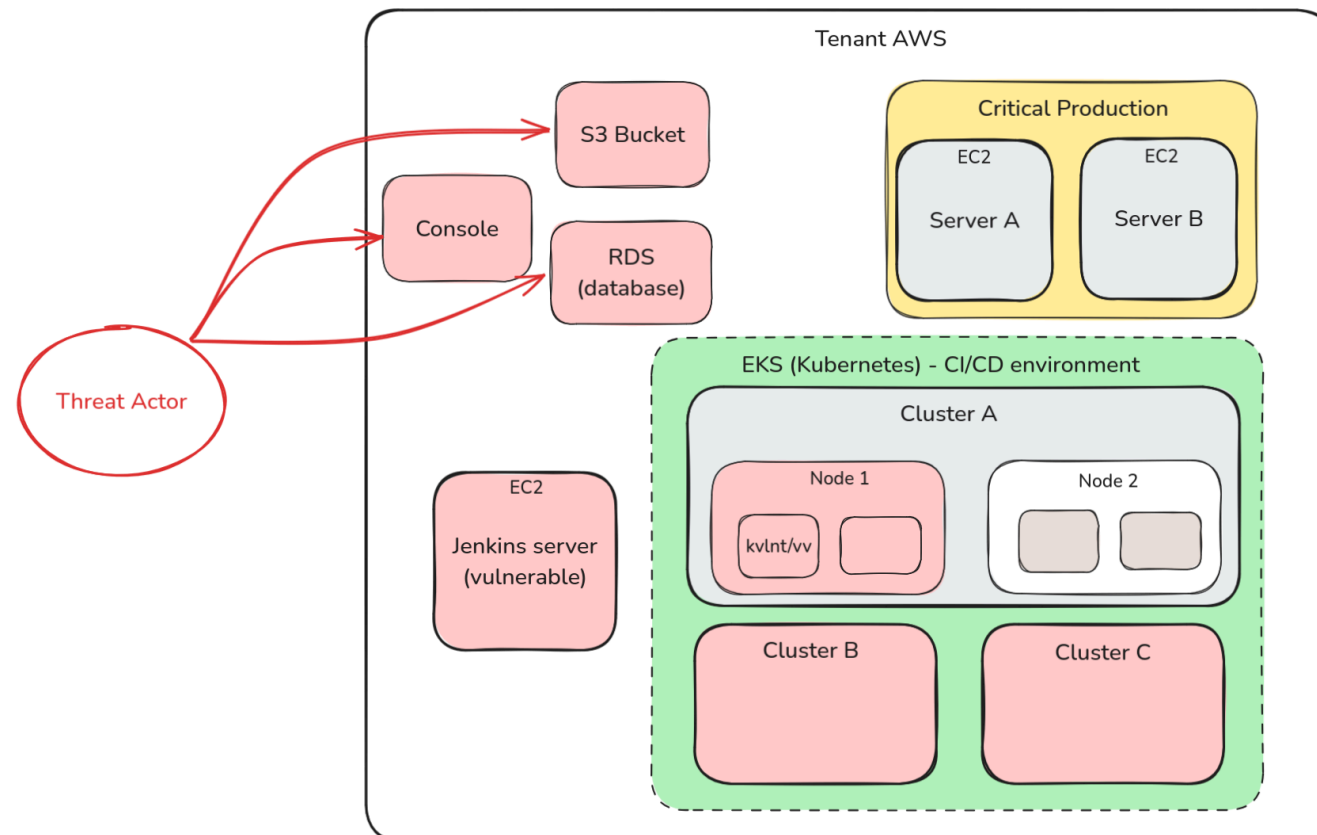 Tenant AWS
S3 Bucket
Console
RDS
(database)
Critical Production
EC2
Server A
EC2
Server B
Threat Actor
EKS (Kubernetes) - CI/CD environment
Cluster A
Node 1
kvlnt/vv
Node 2
EC2
Jenkins server
(vulnerable)
Cluster B
Cluster C